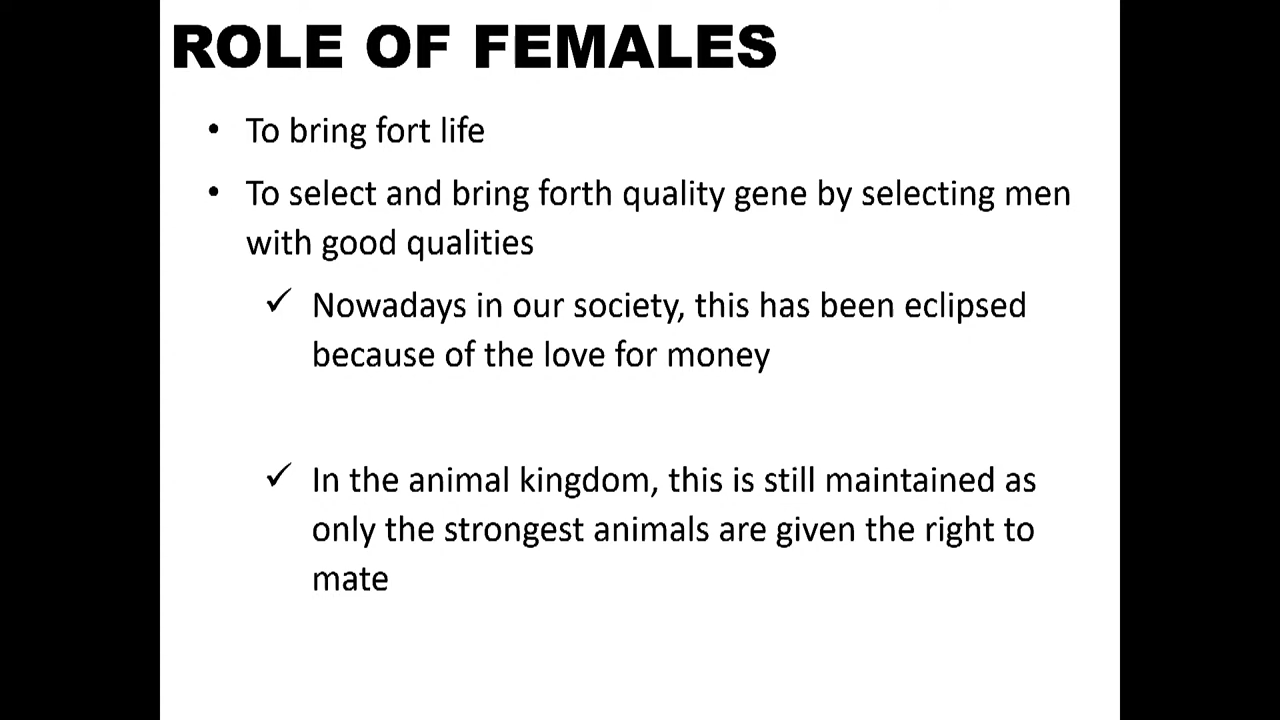 ROLE OF FEMALES
• To bring fort life
• To select and bring forth quality gene by selecting men
with good qualities
✓ Nowadays in our society, this has been eclipsed
because of the love for money
✓ In the animal kingdom, this is still maintained as
only the strongest animals are given the right to
mate